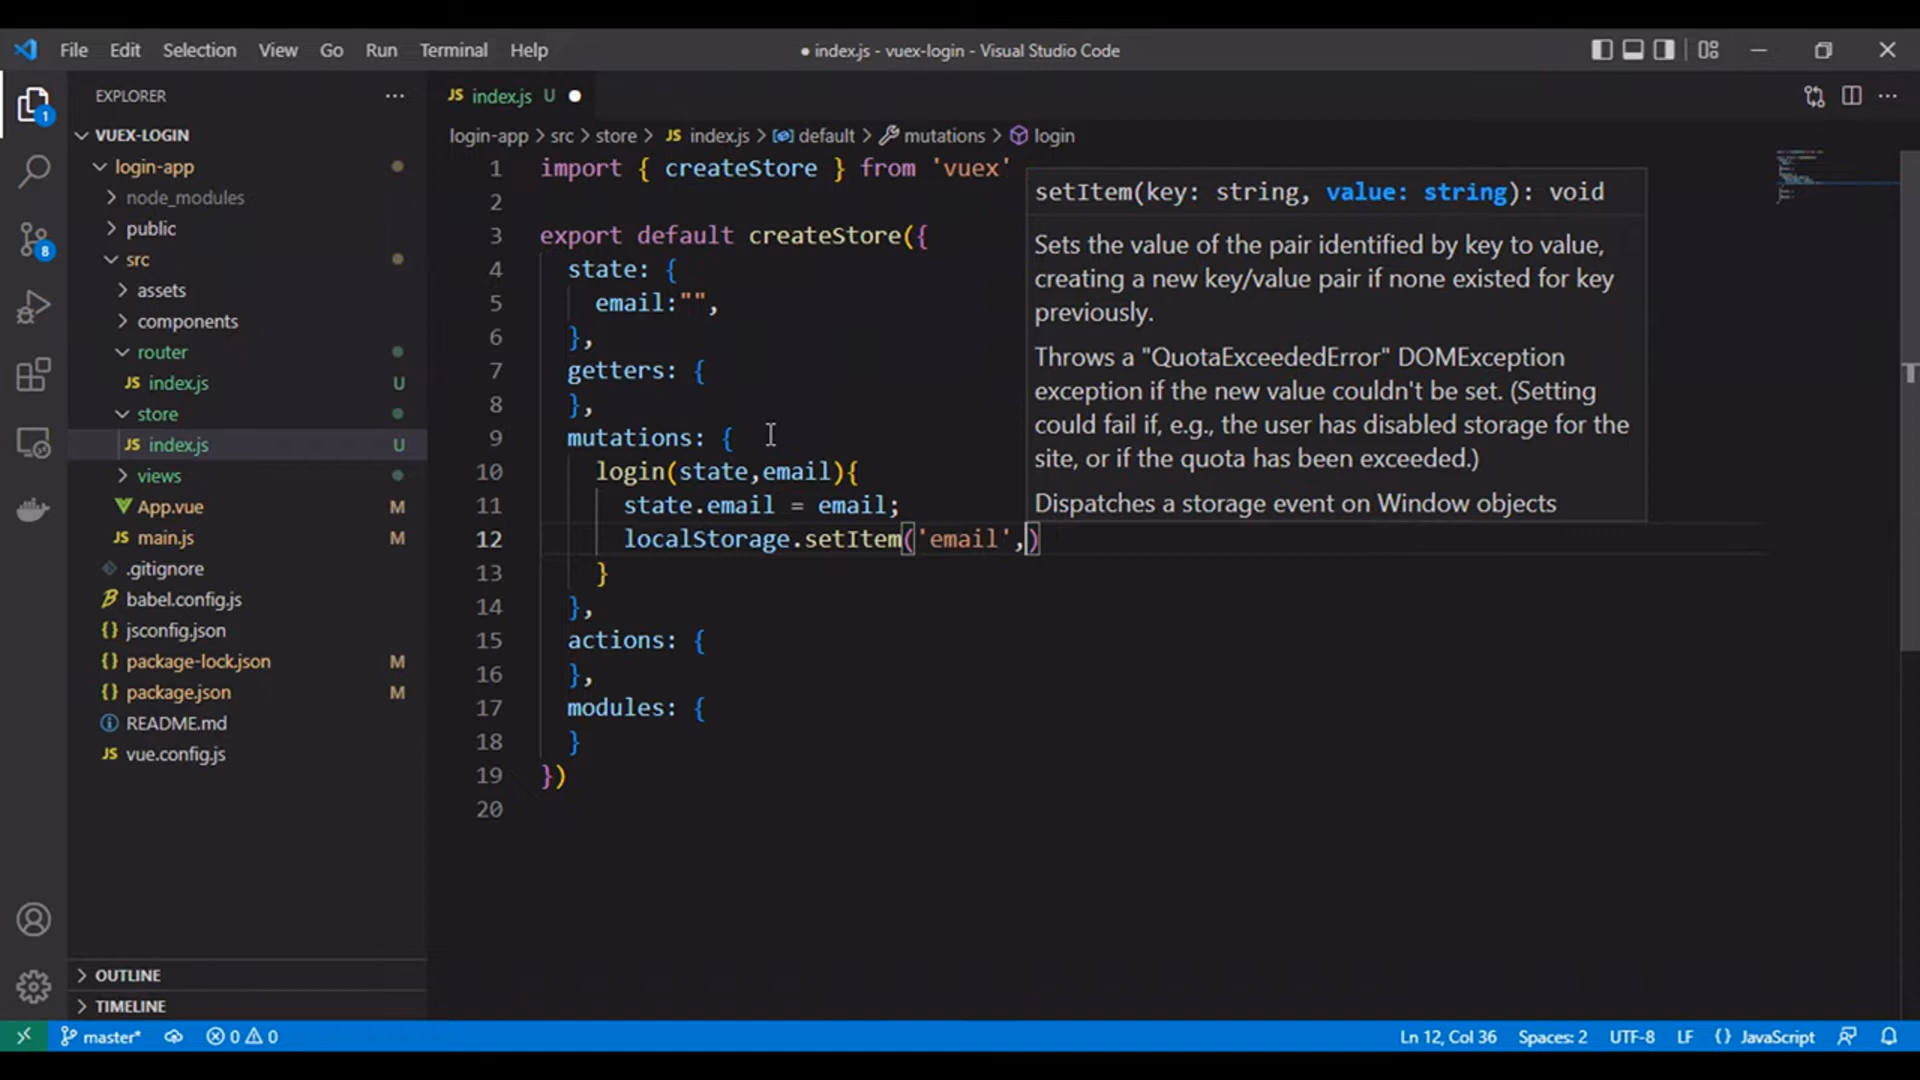 File Edit Selection View Go Run Terminal Help
● index.js - vuex-login - Visual Studio Code
EXPLORER
1
8
VUEX-LOGIN
login-app
node_modules
public
src
assets
components
router
JS index.js U
store
JS index.js U
views
App.vue M
JS main.js M
.gitignore
babel.config.js
{} jsconfig.json
{} package-lock.json M
{} package.json M
README.md
JS vue.config.js
OUTLINE
TIMELINE
JS index.js U ●
login-app > src > store > JS index.js > default > mutations > login
1 import { createStore } from 'vuex'
2
3 export default createStore({
4 state: {
5 email:"",
6 },
7 getters: {
8 },
9 mutations: {
10 login(state,email){
11 state.email = email;
12 localStorage.setItem('email',)
13 }
14 },
15 actions: {
16 },
17 modules: {
18 }
19 })
20
setItem(key: string, value: string): void
Sets the value of the pair identified by key to value,
creating a new key/value pair if none existed for key
previously.
Throws a "QuotaExceededError" DOMException
exception if the new value couldn't be set. (Setting
could fail if, e.g., the user has disabled storage for the
site, or if the quota has been exceeded.)
Dispatches a storage event on Window objects
master* 0 0 Ln 12, Col 36 Spaces: 2 UTF-8 LF {} JavaScript